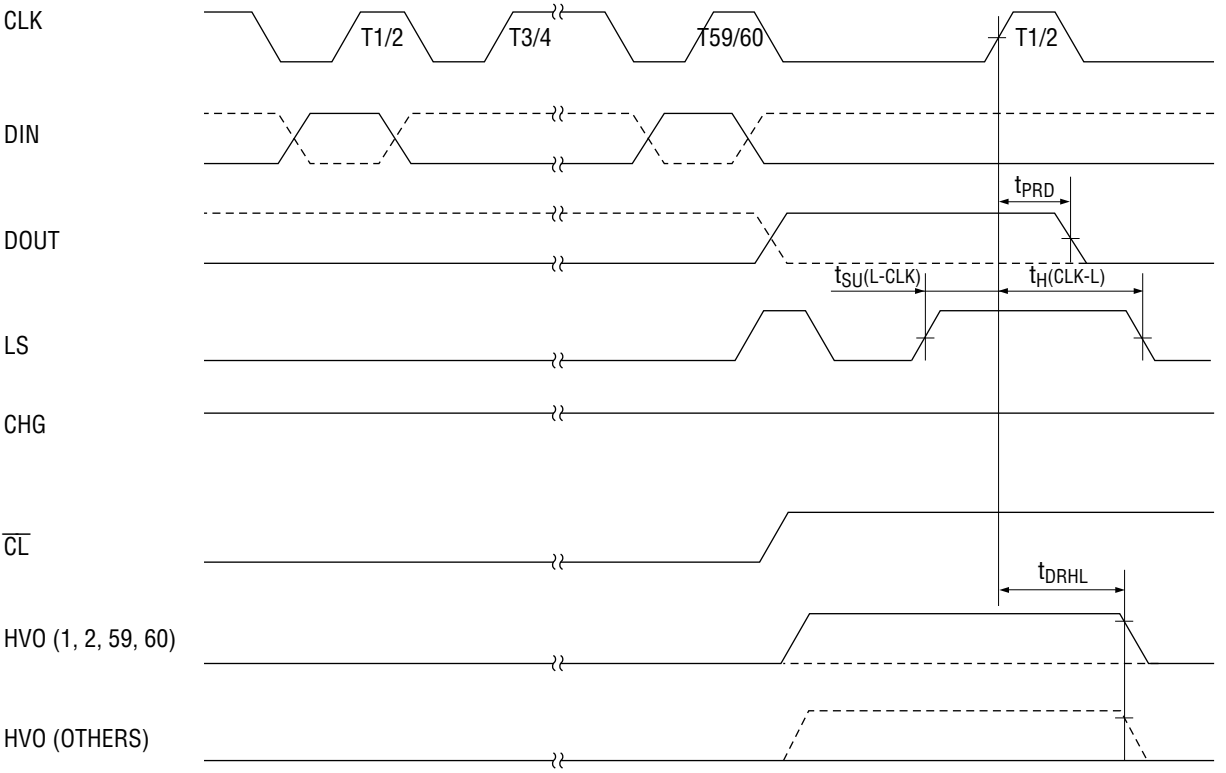 CLK
T1/2
T3/4
T59/60
T1/2
DIN
tPRD
DOUT
tSU(L-CLK)
tH(CLK-L)
LS
CHG
CL
tDRHL
HVO (1, 2, 59, 60)
HVO (OTHERS)